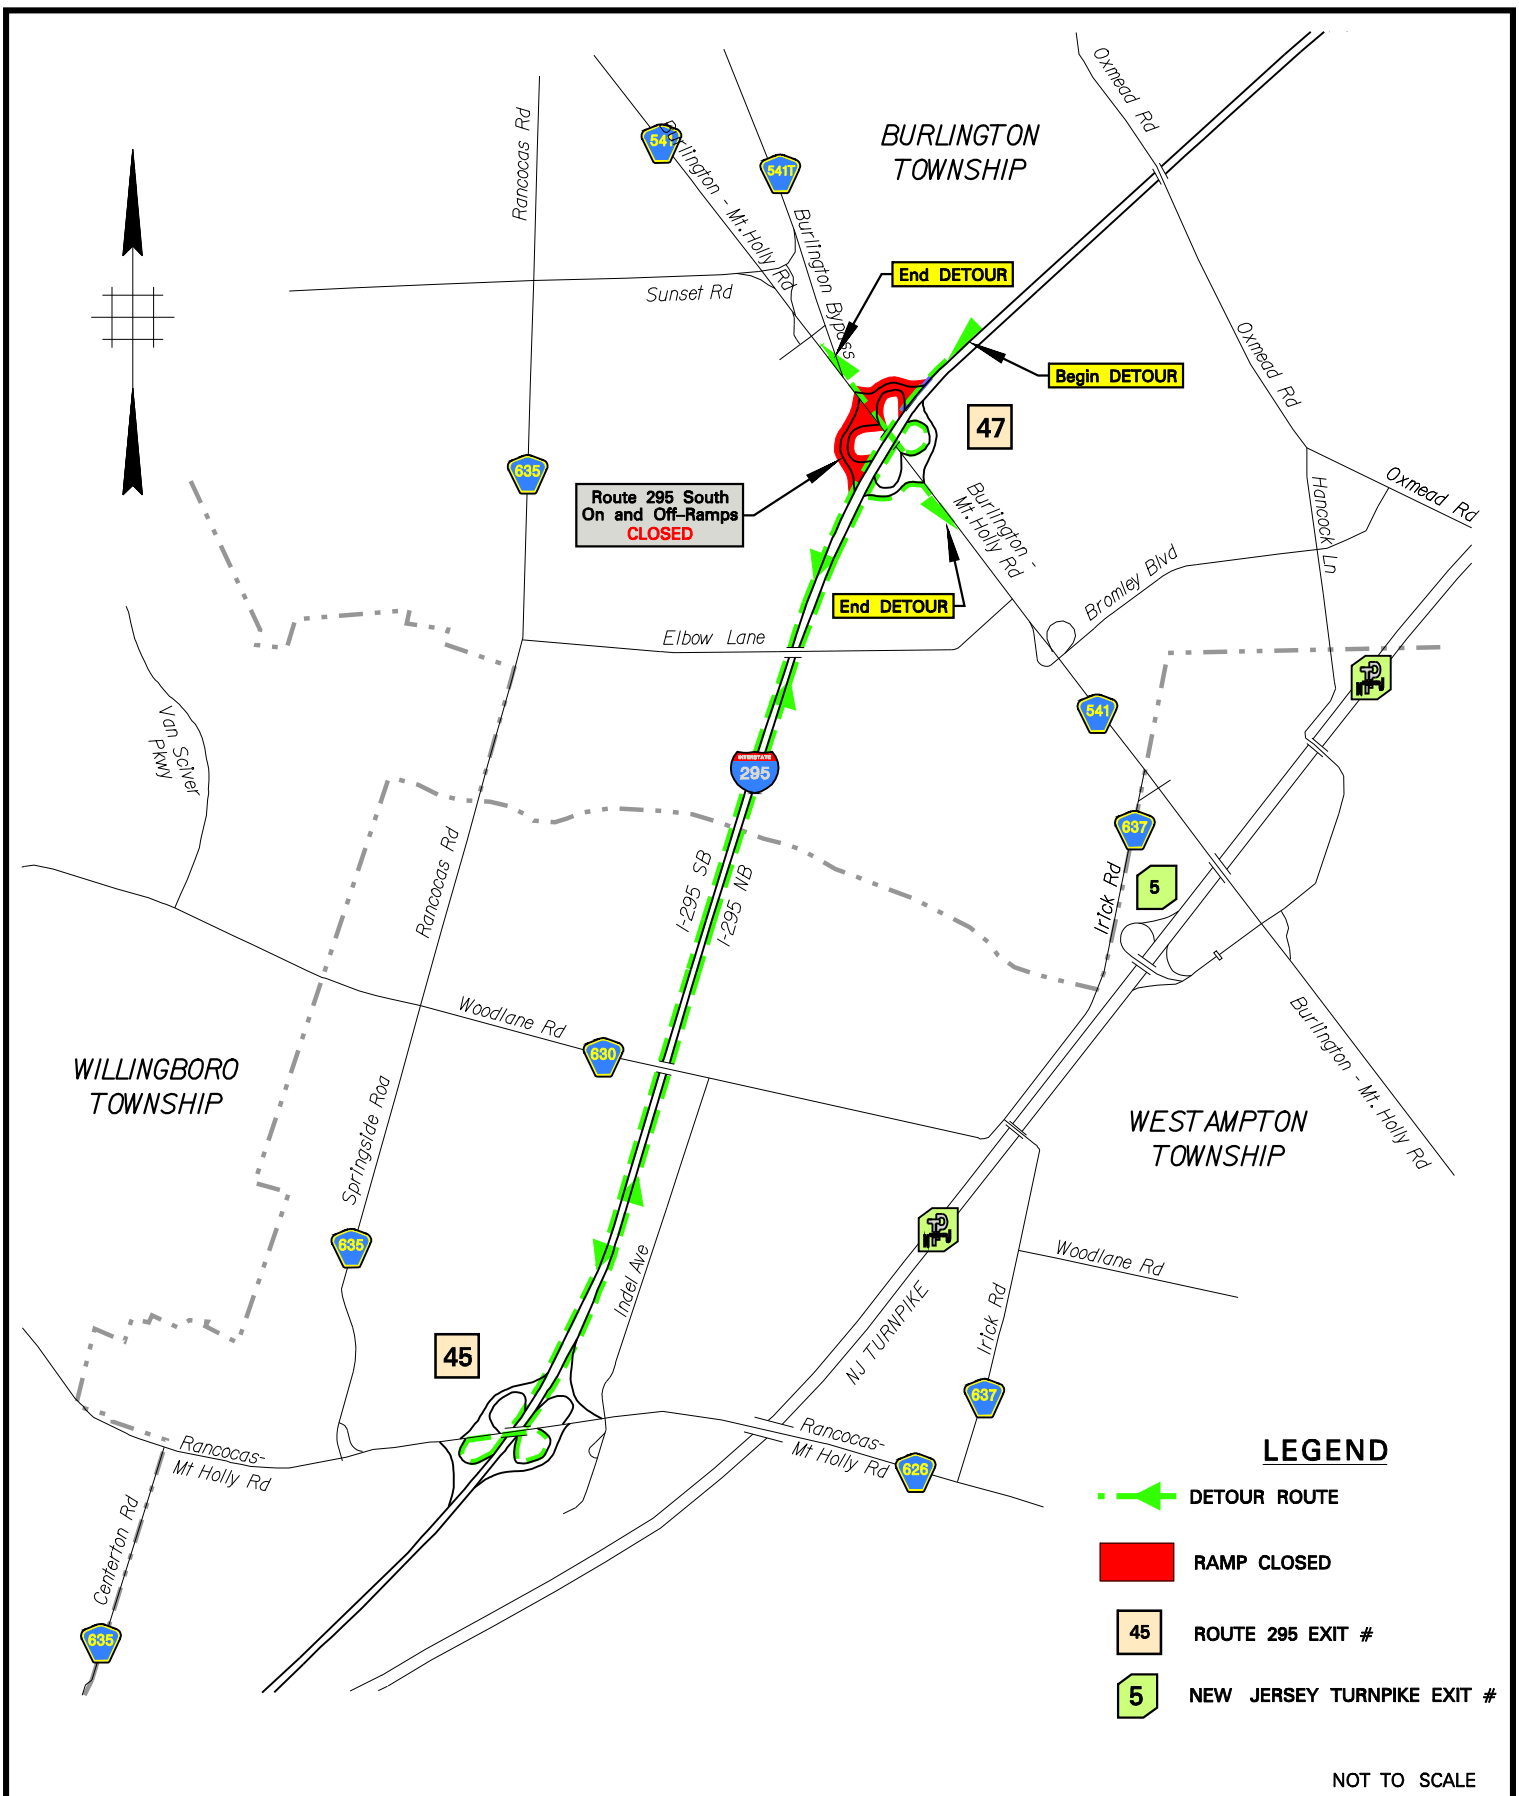 BURLINGTON
TOWNSHIP
Oxmead Rd
Rancocas Rd
541
541T
Burlington - Mt.Holly Rd
Burlington Bypass
Sunset Rd
End DETOUR
Begin DETOUR
47
Oxmead Rd
Oxmead Rd
Hancock Ln
635
Route 295 South
On and Off-Ramps
CLOSED
Burlington -
Mt.Holly Rd
End DETOUR
Bromley Blvd
Elbow Lane
TP
541
Van Sciver
Pkwy
INTERSTATE
295
637
5
Irick Rd
Rancocas Rd
I-295 SB
I-295 NB
Woodlane Rd
630
Burlington - Mt. Holly Rd
WILLINGBORO
TOWNSHIP
WESTAMPTON
TOWNSHIP
Springside Roa
635
TP
Woodlane Rd
Indel Ave
NJ TURNPIKE
Irick Rd
45
637
Rancocas-
Mt Holly Rd
Rancocas-
Mt Holly Rd
626
Centerton Rd
635
LEGEND
DETOUR ROUTE
RAMP CLOSED
45
ROUTE 295 EXIT #
5
NEW JERSEY TURNPIKE EXIT #
NOT TO SCALE